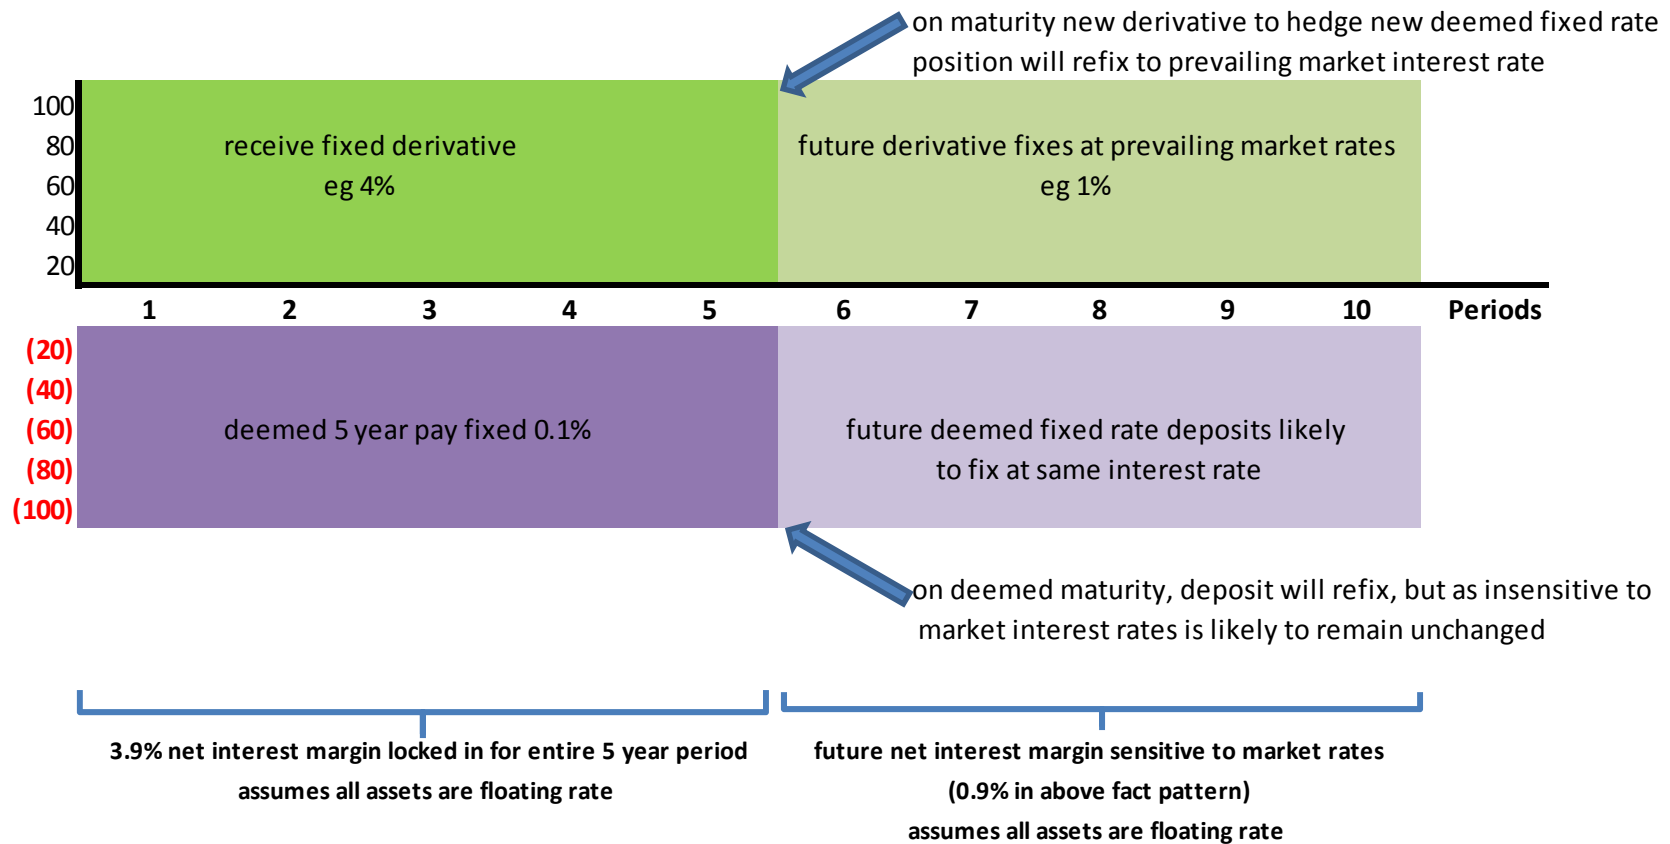 on maturity new derivative to hedge new deemed fixed rate
position will refix to prevailing market interest rate
100
80
60
40
20
receive fixed derivative
eg 4%
future derivative fixes at prevailing market rates
eg 1%
1 2 3 4 5 6 7 8 9 10 Periods
(20)
(40)
(60)
(80)
(100)
deemed 5 year pay fixed 0.1%
future deemed fixed rate deposits likely
to fix at same interest rate
on deemed maturity, deposit will refix, but as insensitive to
market interest rates is likely to remain unchanged
3.9% net interest margin locked in for entire 5 year period
assumes all assets are floating rate
future net interest margin sensitive to market rates
(0.9% in above fact pattern)
assumes all assets are floating rate